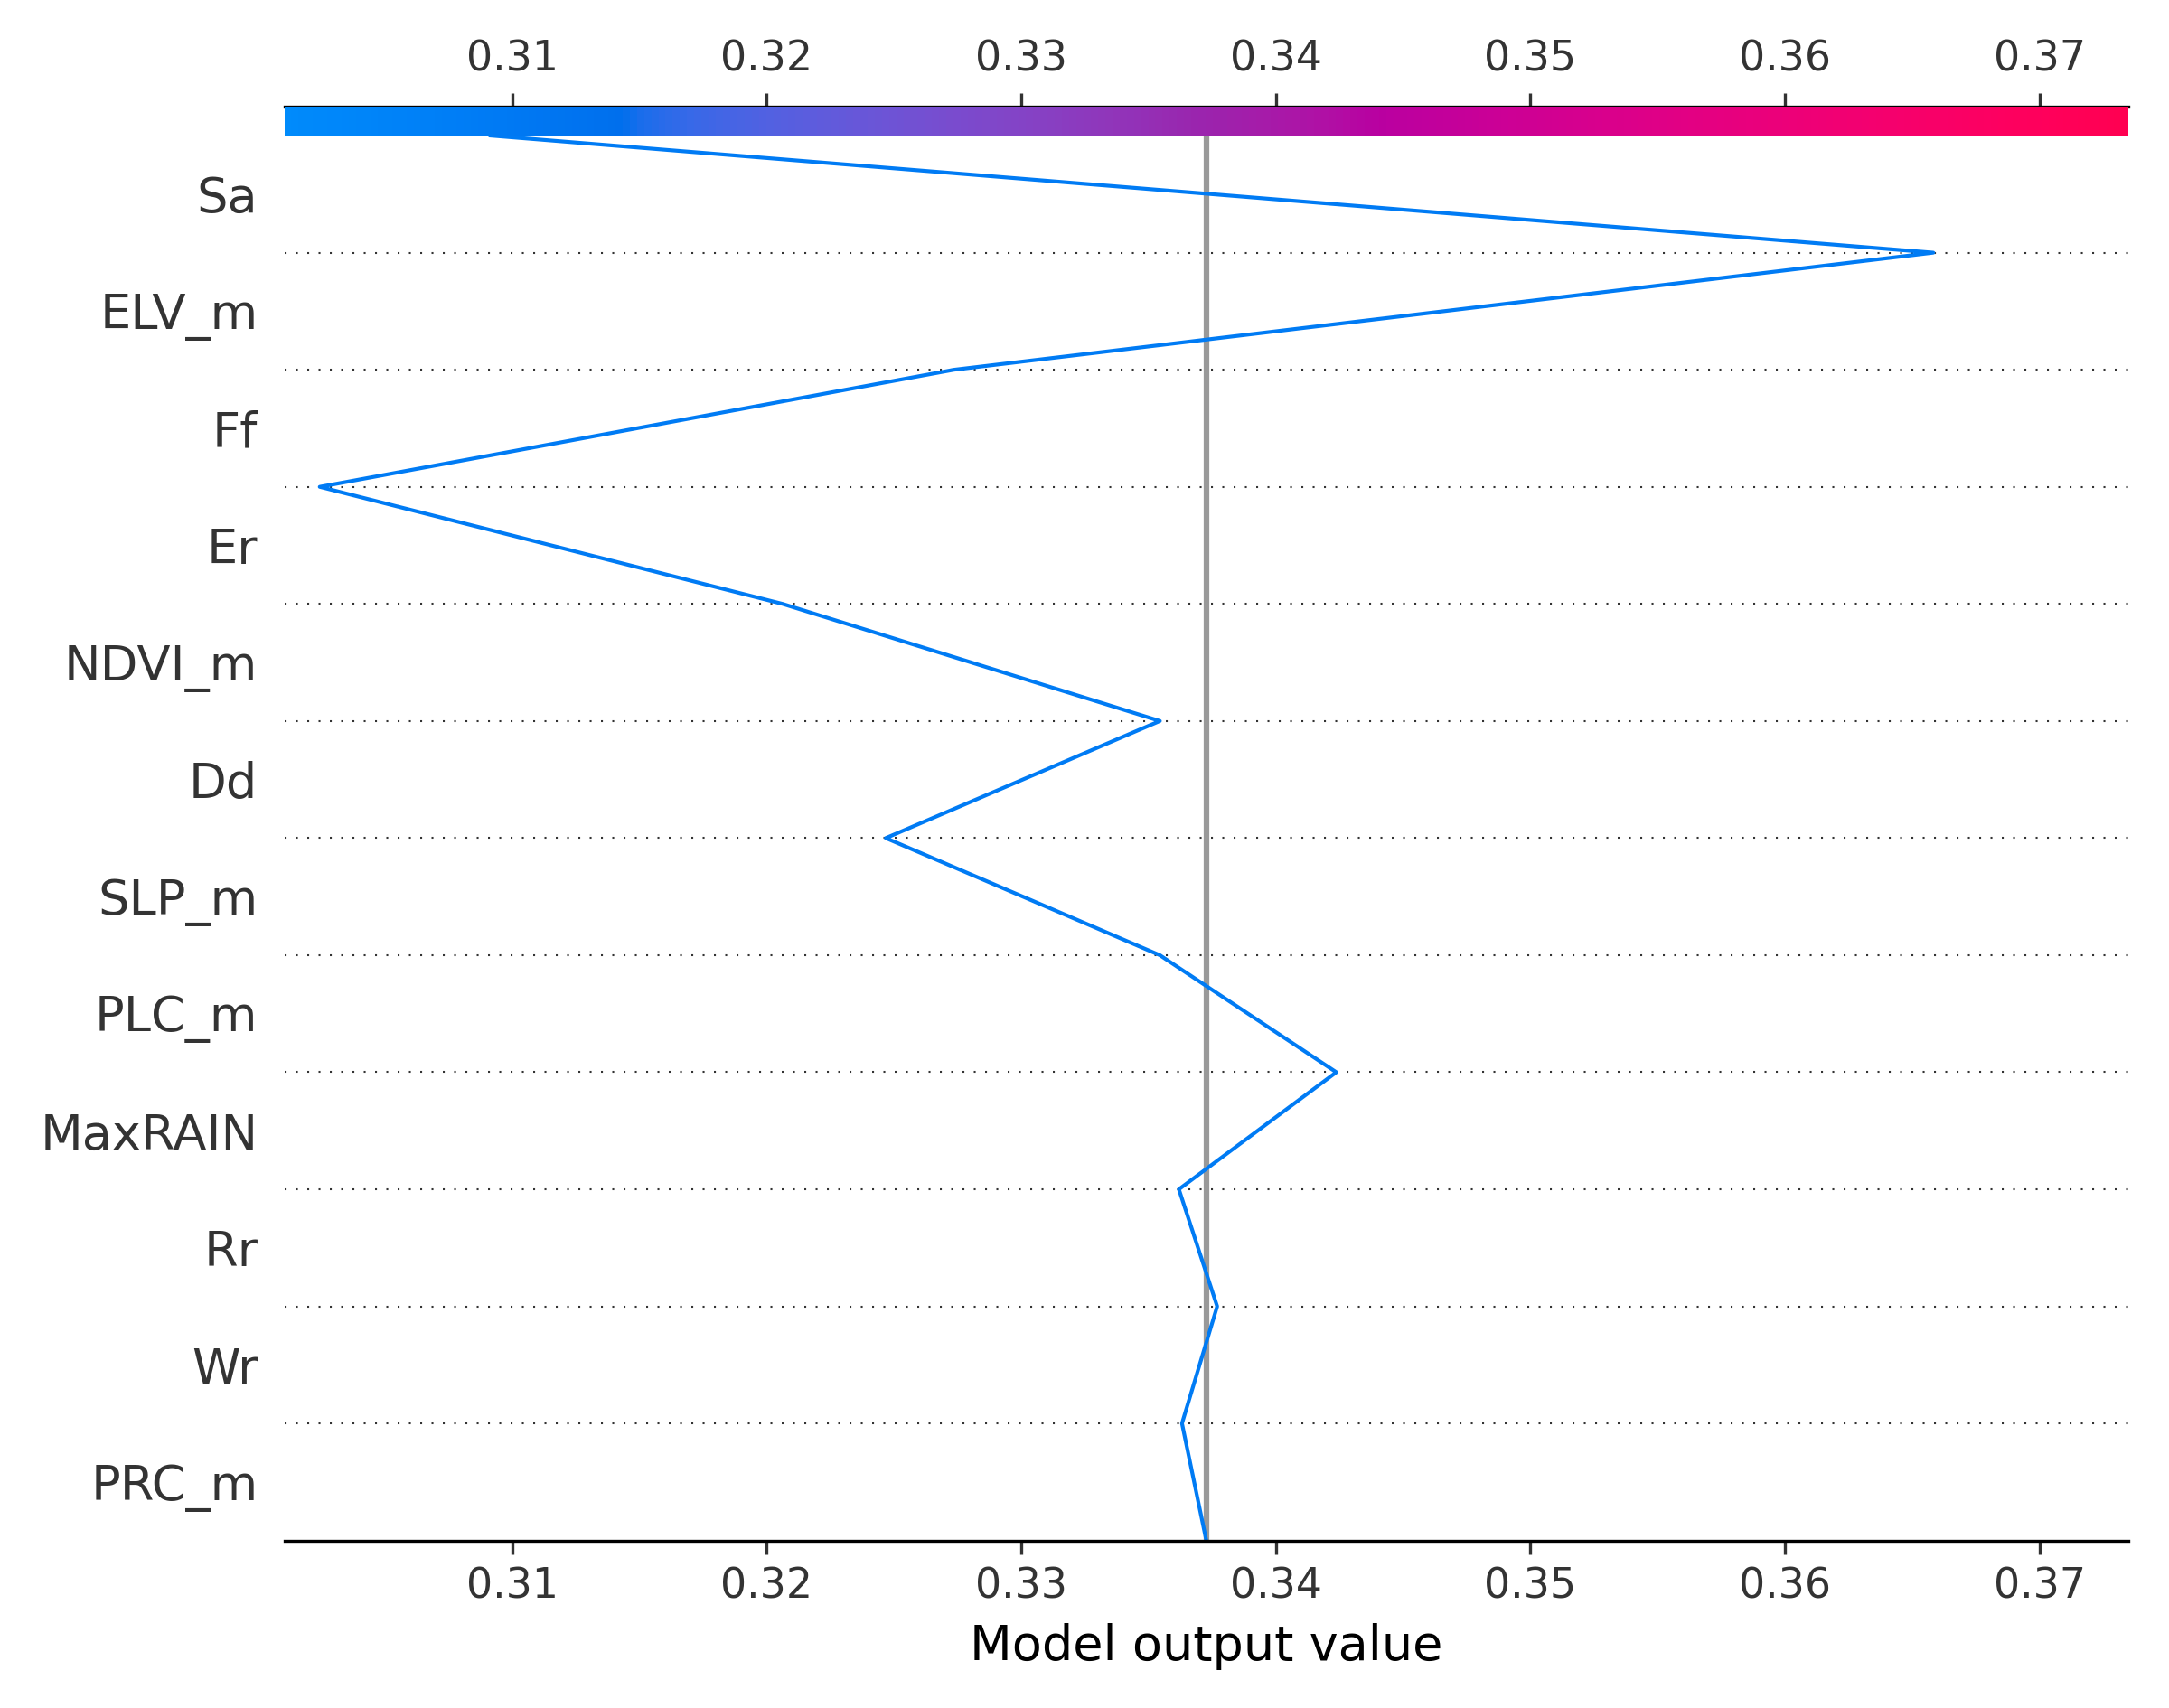 0.31 0.32 0.33 0.34 0.35 0.36 0.37
Sa
ELV_m
Ff
Er
NDVI_m
Dd
SLP_m
PLC_m
MaxRAIN
Rr
Wr
PRC_m
0.31 0.32 0.33 0.34 0.35 0.36 0.37
Model output value